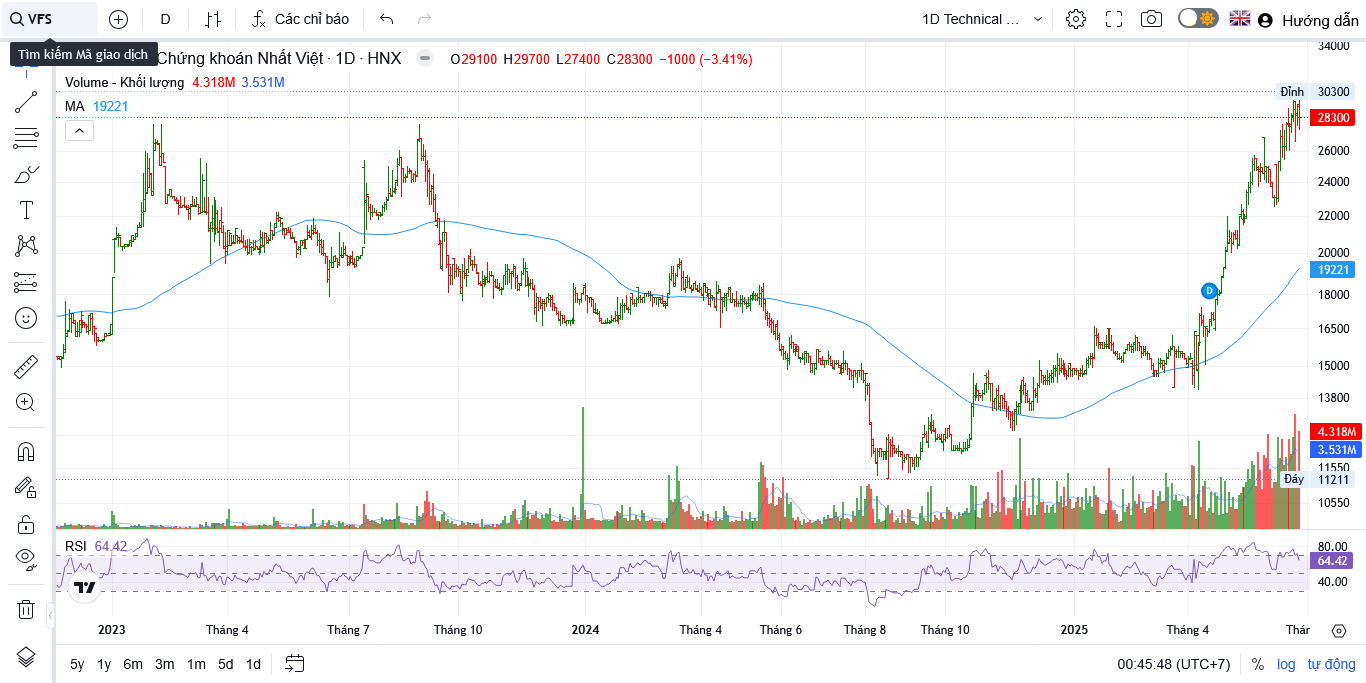 VFS
D
Các chỉ báo
1D Technical ...
Hướng dẫn
Tìm kiếm Mã giao dịch
Chứng khoán Nhất Việt · 1D · HNX
O29100 H29700 L27400 C28300 −1000 (−3.41%)
Volume - Khối lượng 4.318M 3.531M
MA 19221
34000
Đỉnh 30300
28300
26000
24000
22000
20000
19221
D
18000
16500
15000
13800
4.318M
3.531M
11550
Đáy 11211
10550
RSI 64.42
80.00
64.42
40.00
2023 Tháng 4 Tháng 7 Tháng 10 2024 Tháng 4 Tháng 6 Tháng 8 Tháng 10 2025 Tháng 4 Thár
5y 1y 6m 3m 1m 5d 1d
00:45:48 (UTC+7) % log tự động